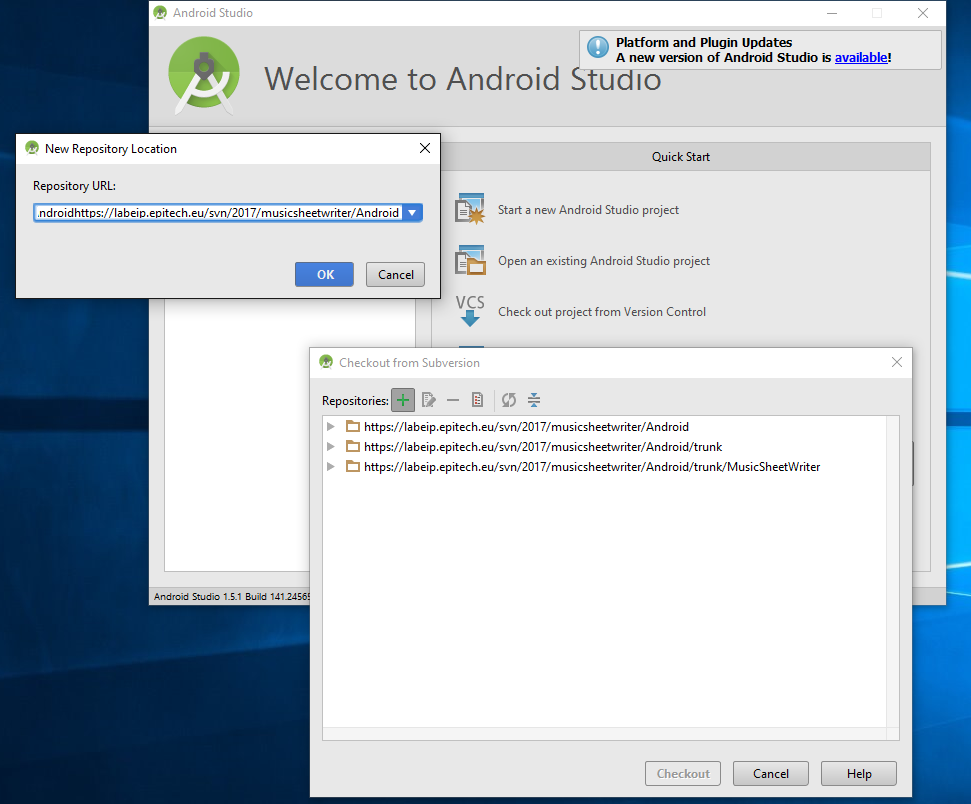 Android Studio
Platform and Plugin Updates
A new version of Android Studio is available!
Welcome to Android Studio
New Repository Location
Repository URL:
.ndroidhttps://labeip.epitech.eu/svn/2017/musicsheetwriter/Android
OK Cancel
Quick Start
Start a new Android Studio project
Open an existing Android Studio project
VCS
Check out project from Version Control
Checkout from Subversion
Repositories:
https://labeip.epitech.eu/svn/2017/musicsheetwriter/Android
https://labeip.epitech.eu/svn/2017/musicsheetwriter/Android/trunk
https://labeip.epitech.eu/svn/2017/musicsheetwriter/Android/trunk/MusicSheetWriter
Android Studio 1.5.1 Build 141.24565
Checkout Cancel Help